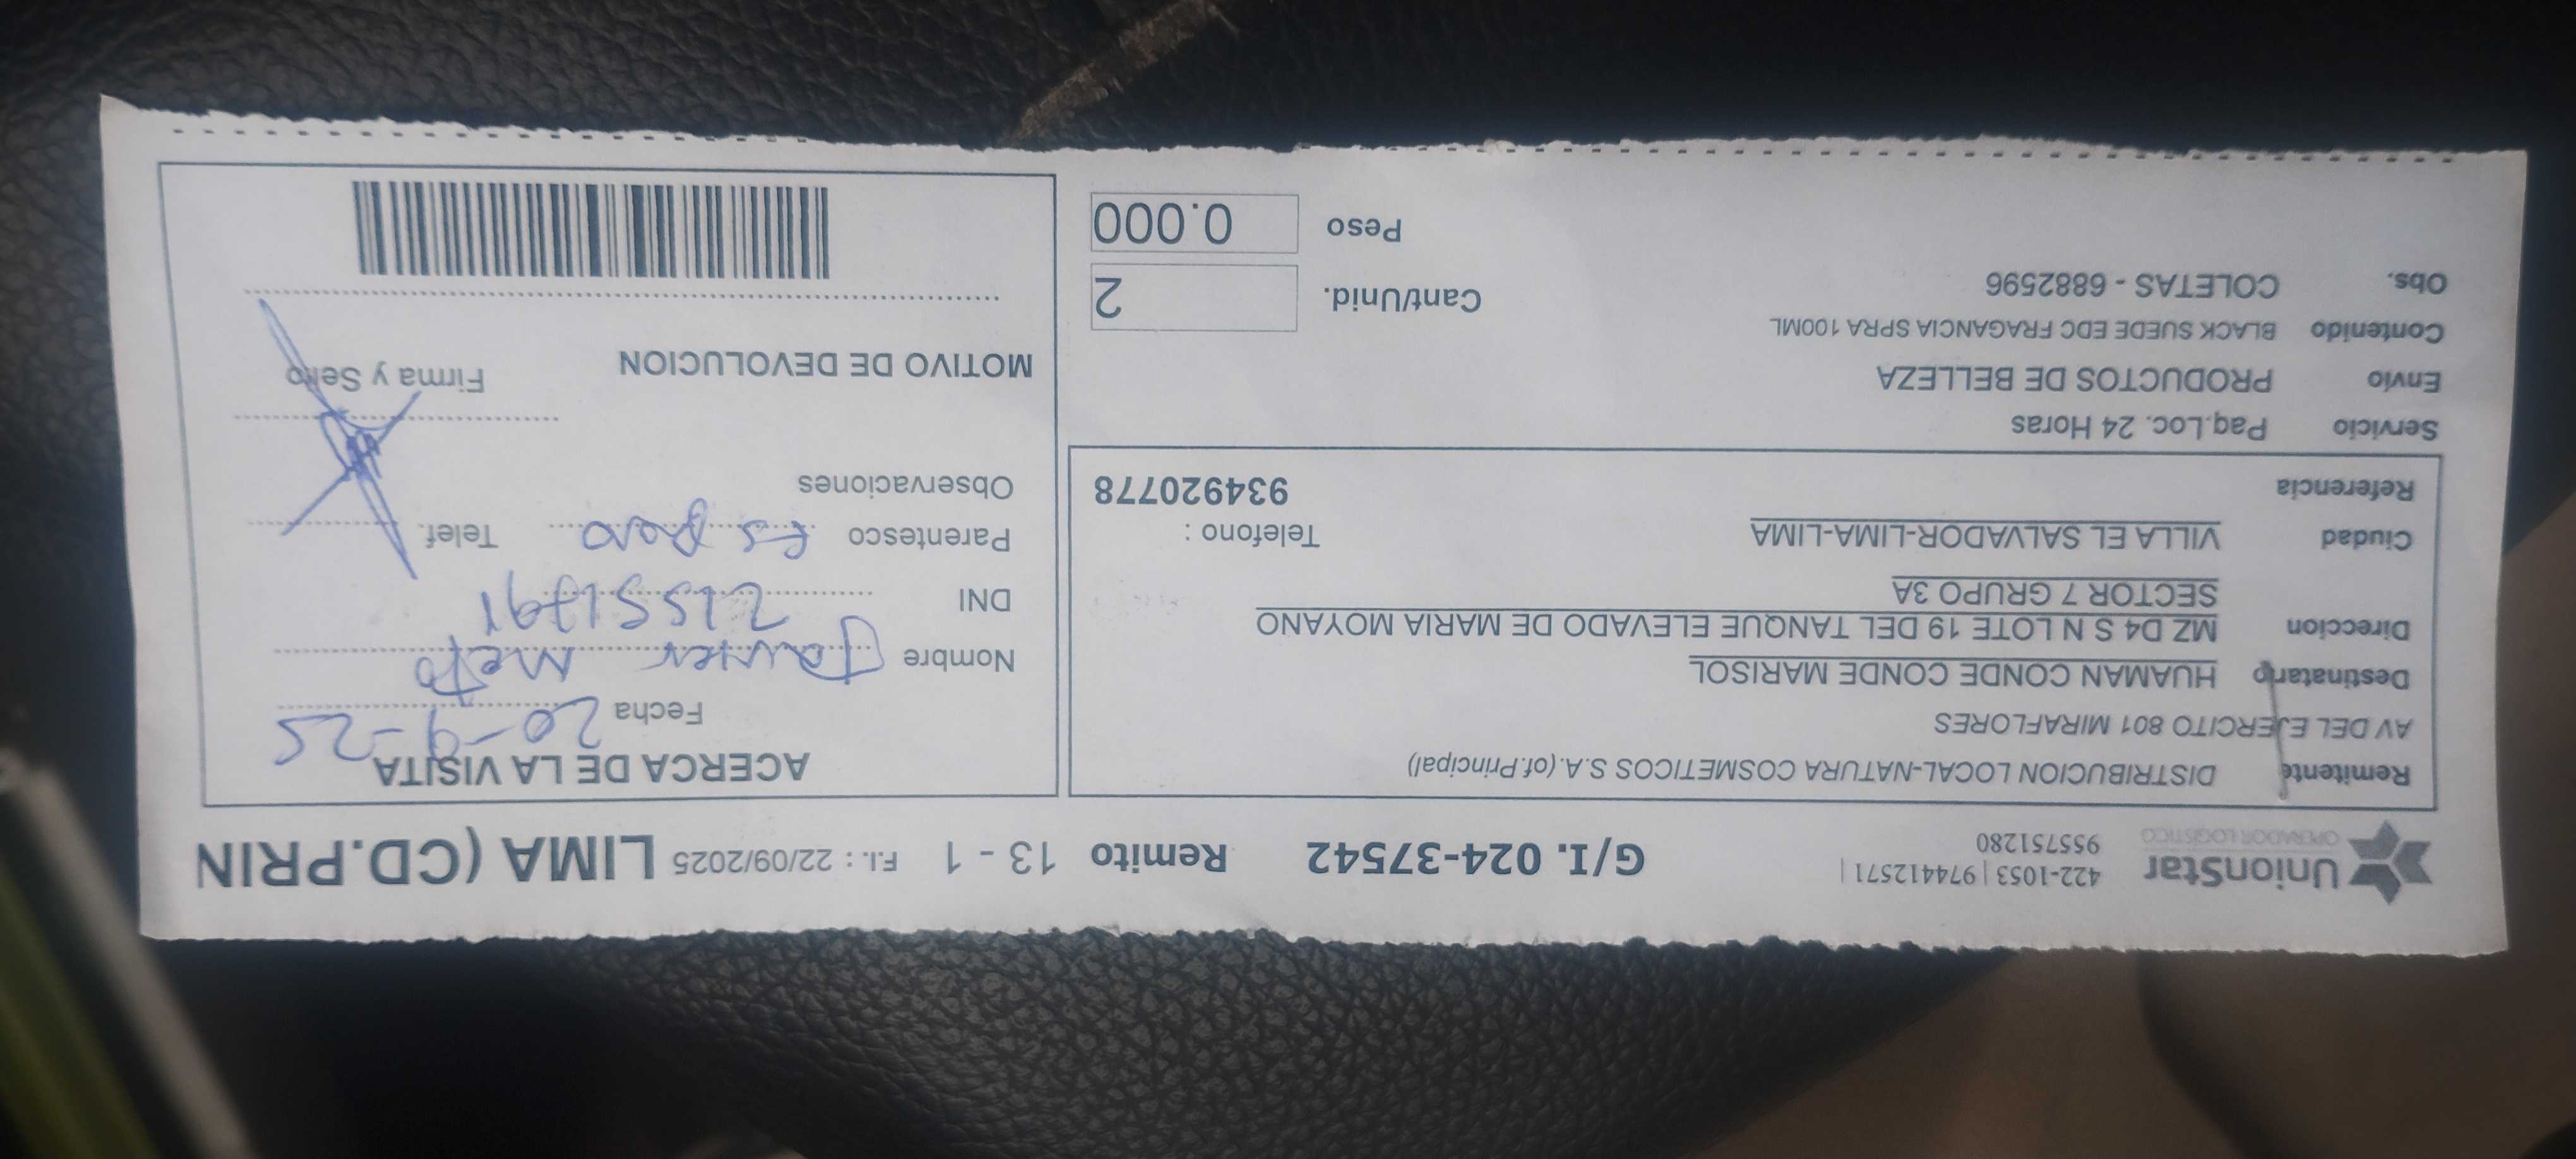 UnionStar
OPERADOR LOGISTICO
422-1053 | 974412571 |
955751280
G/I. 024-37542 Remito 13 - 1 F.I. : 22/09/2025 LIMA (CD.PRIN
Remitente DISTRIBUCION LOCAL-NATURA COSMETICOS S.A.(of.Principal)
AV DEL EJERCITO 801 MIRAFLORES
Destinatario HUAMAN CONDE CONDE MARISOL
Direccion MZ D4 S N LOTE 19 DEL TANQUE ELEVADO DE MARIA MOYANO
SECTOR 7 GRUPO 3A
Ciudad VILLA EL SALVADOR-LIMA-LIMA Telefono :
Referencia 934920778
Servicio Paq.Loc. 24 Horas
Envio PRODUCTOS DE BELLEZA
Contenido BLACK SUEDE EDC FRAGANCIA SPRA 100ML
Obs. COLETAS - 6882596
Cant/Unid. 2
Peso 0.000
ACERCA DE LA VISITA
Fecha 20-9-25
Nombre Javier
DNI
Parentesco Esposo Telef.
Observaciones
Firma y Sello
MOTIVO DE DEVOLUCION